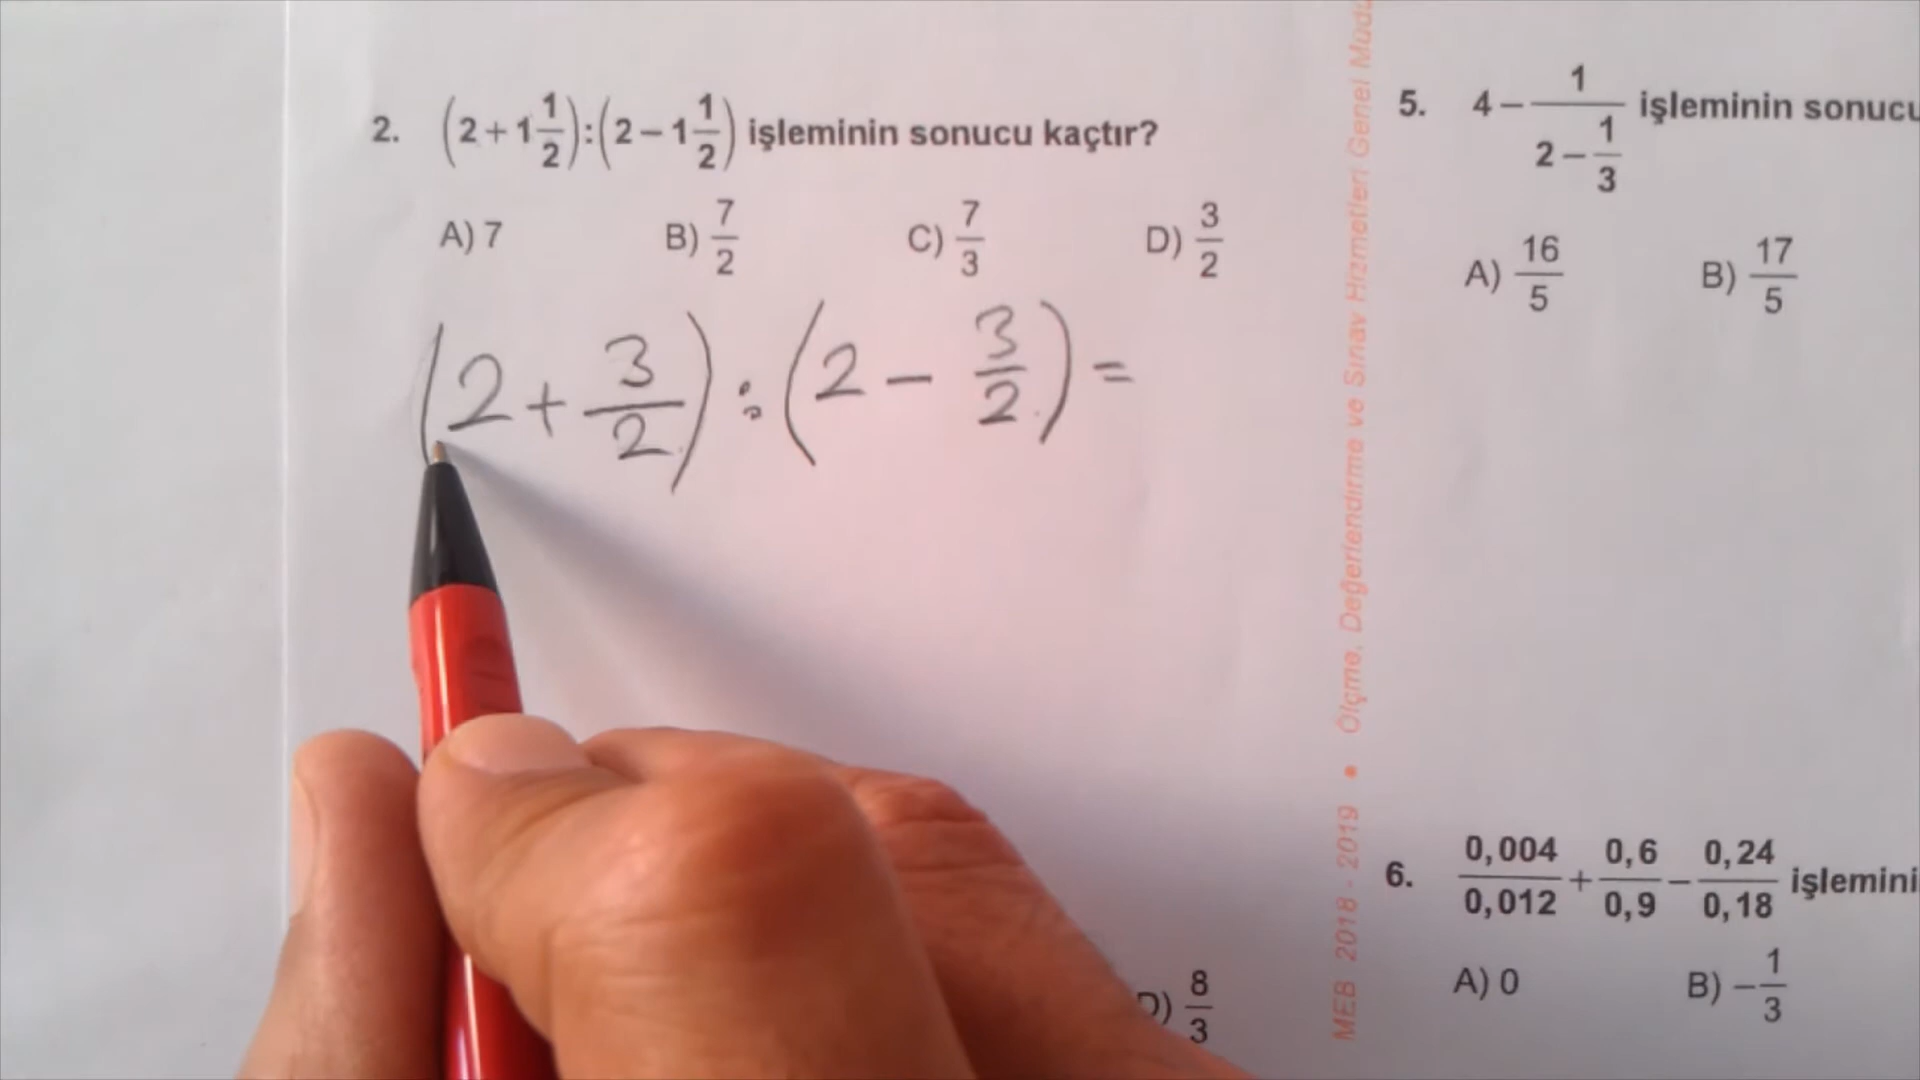 2. (2+1 1/2):(2−1 1/2) işleminin sonucu kaçtır?
A) 7 B) 7/2 C) 7/3 D) 3/2
(2 + 3/2) : (2 − 3/2) =
D) 8/3
MEB 2018 - 2019 • Ölçme, Değerlendirme ve Sınav Hizmetleri Genel
5. 4 − 1/(2 − 1/3) işleminin
A) 16/5 B) 17/5
6. 0,004/0,012 + 0,6/0,9 − 0,24/0,18
A) 0 B) −1/3